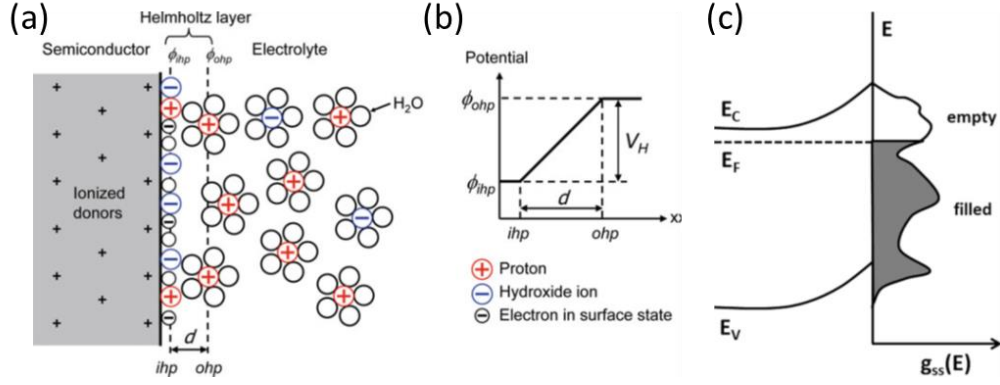 (a)
Helmholtz layer
Semiconductor
ϕihp
ϕohp
Electrolyte
H2O
Ionized
donors
d
ihp
ohp
(b)
Potential
ϕohp
VH
ϕihp
d
ihp
ohp
xx
Proton
Hydroxide ion
Electron in surface state
(c)
E
EC
empty
EF
filled
EV
gss(E)